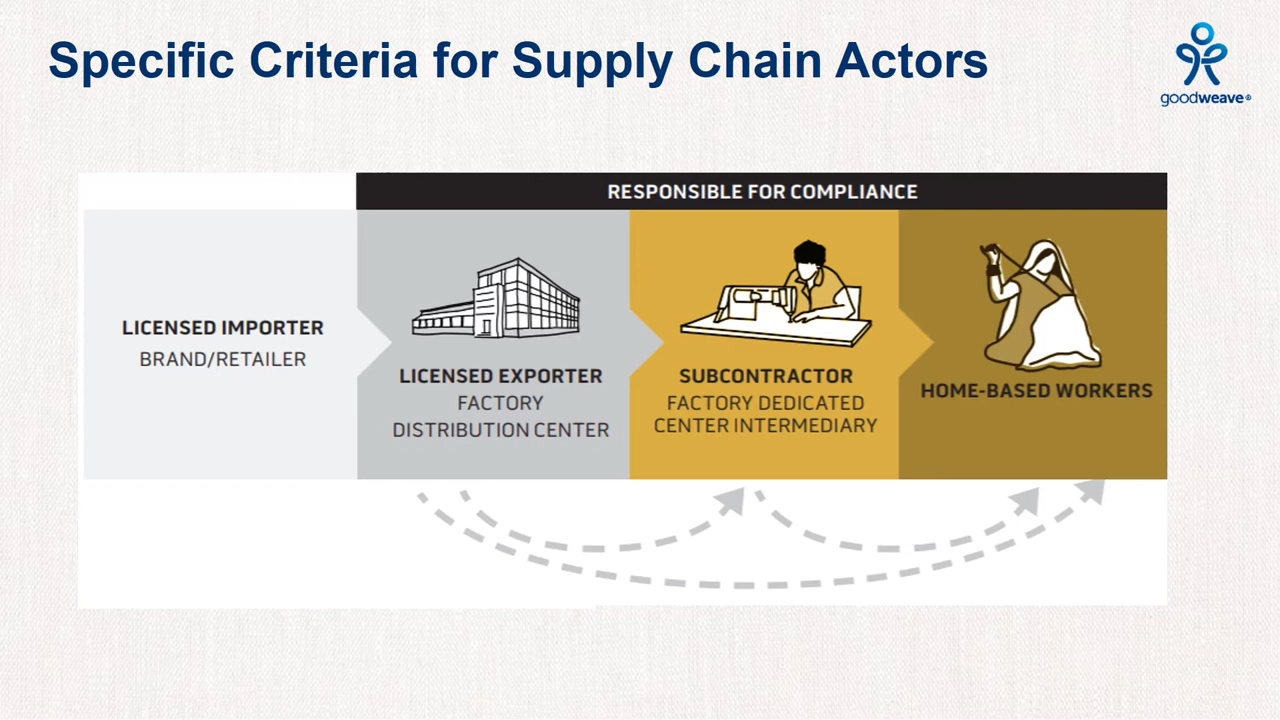 Specific Criteria for Supply Chain Actors
goodweave®
RESPONSIBLE FOR COMPLIANCE
LICENSED IMPORTER
BRAND/RETAILER
LICENSED EXPORTER
FACTORY
DISTRIBUTION CENTER
SUBCONTRACTOR
FACTORY DEDICATED
CENTER INTERMEDIARY
HOME-BASED WORKERS